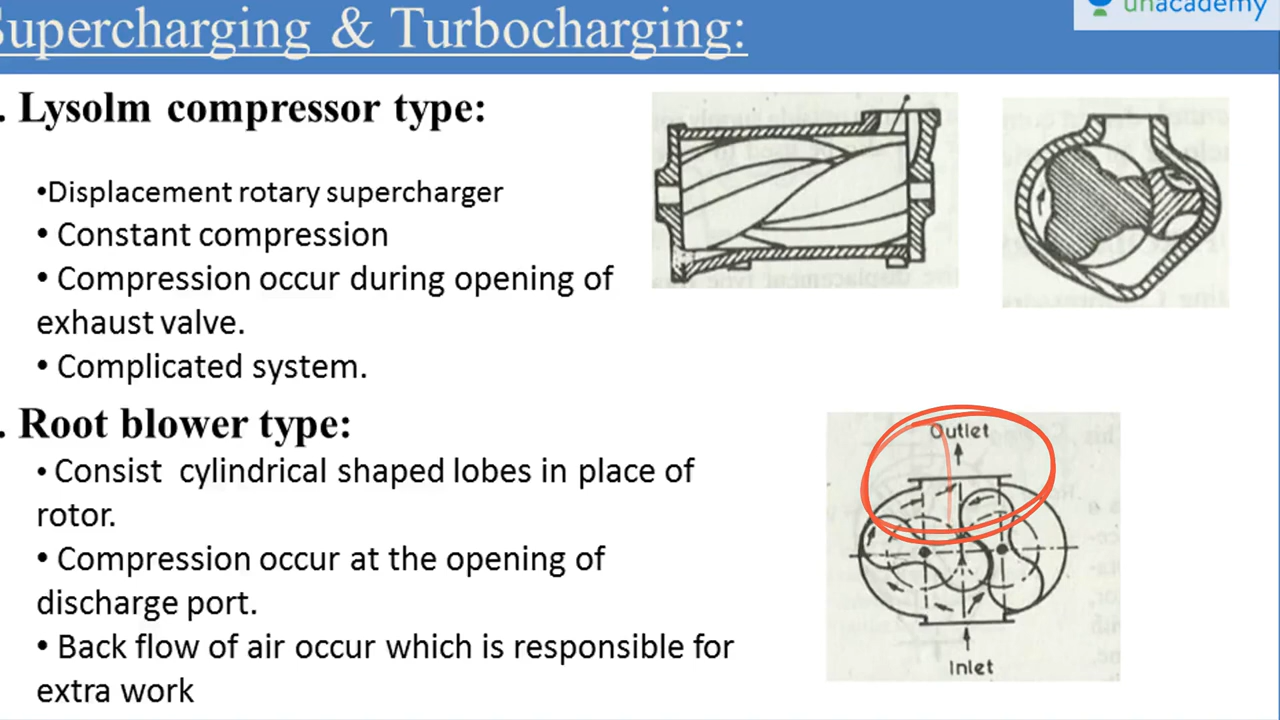 Supercharging & Turbocharging:
unacademy
. Lysolm compressor type:
•Displacement rotary supercharger
• Constant compression
• Compression occur during opening of
exhaust valve.
• Complicated system.
. Root blower type:
• Consist cylindrical shaped lobes in place of
rotor.
• Compression occur at the opening of
discharge port.
• Back flow of air occur which is responsible for
extra work
Outlet
Inlet